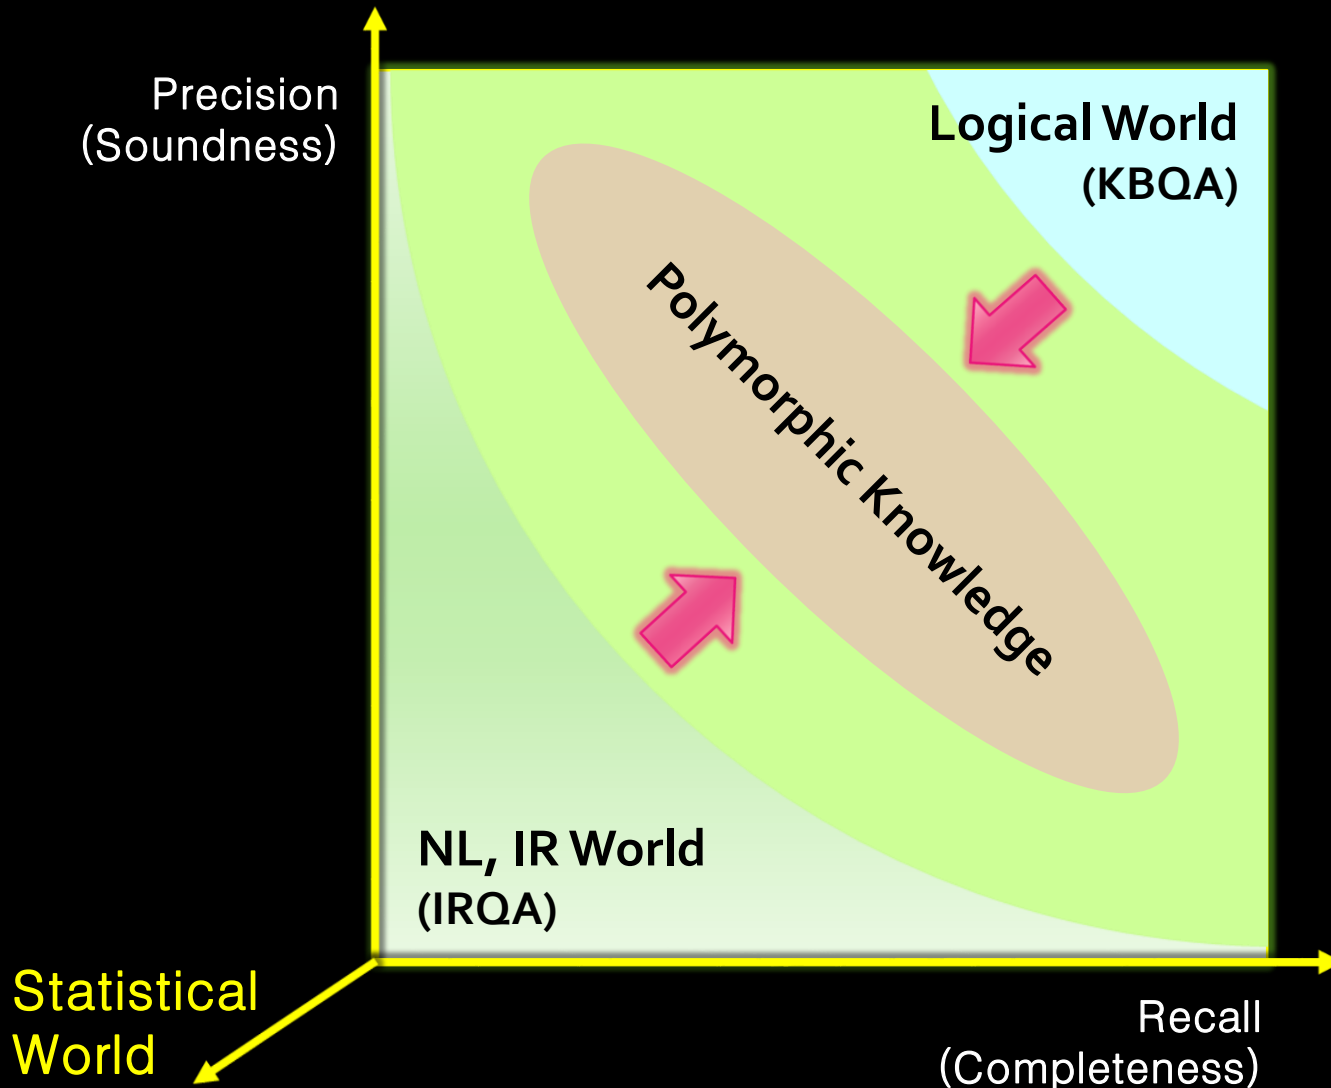 Precision
(Soundness)
Logical World
(KBQA)
Polymorphic Knowledge
NL, IR World
(IRQA)
Statistical
World
Recall
(Completeness)